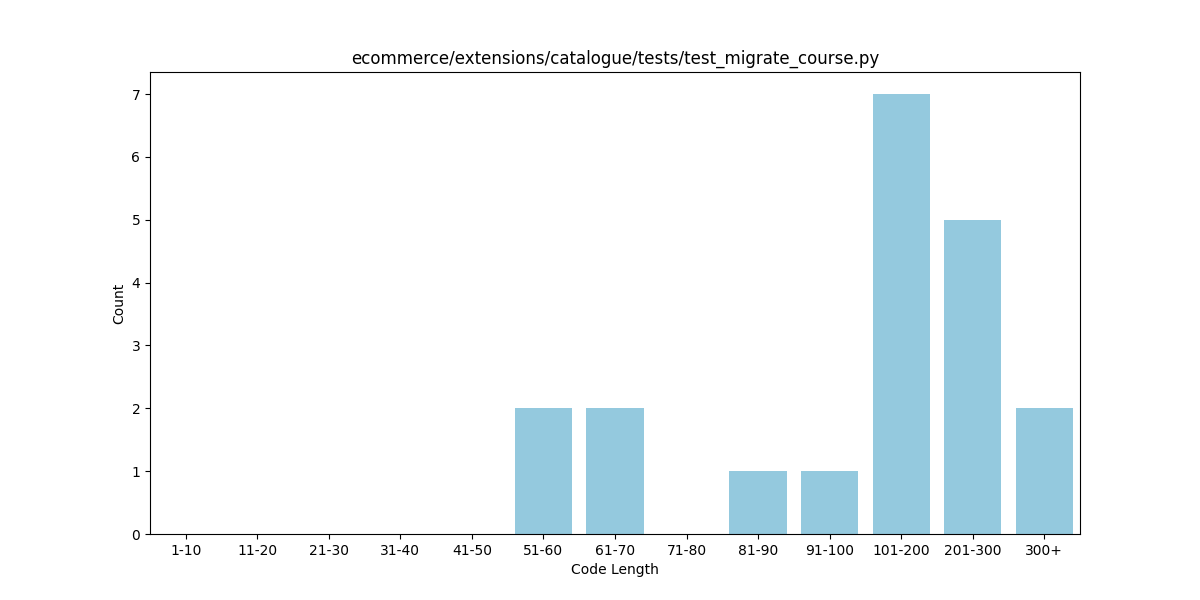 ecommerce/extensions/catalogue/tests/test_migrate_course.py
7
6
5
4
3
2
1
0
Count
1-10 11-20 21-30 31-40 41-50 51-60 61-70 71-80 81-90 91-100 101-200 201-300 300+
Code Length